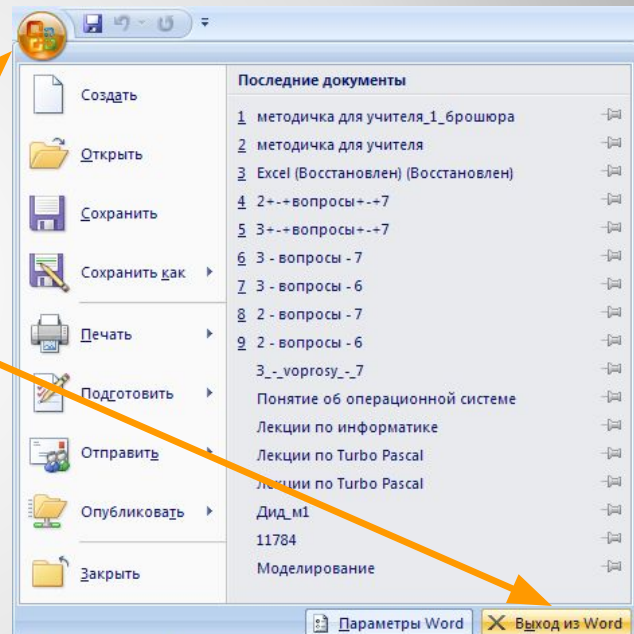 Создать
Открыть
Сохранить
Сохранить как
Печать
Подготовить
Отправить
Опубликовать
Закрыть
Последние документы
1 методичка для учителя_1_брошюра
2 методичка для учителя
3 Excel (Восстановлен) (Восстановлен)
4 2+-+вопросы+-+7
5 3+-+вопросы+-+7
6 3 - вопросы - 7
7 3 - вопросы - 6
8 2 - вопросы - 7
9 2 - вопросы - 6
3_-_voprosy_-_7
Понятие об операционной системе
Лекции по информатике
Лекции по Turbo Pascal
Лекции по Turbo Pascal
Дид_м1
11784
Моделирование
Параметры Word
Выход из Word